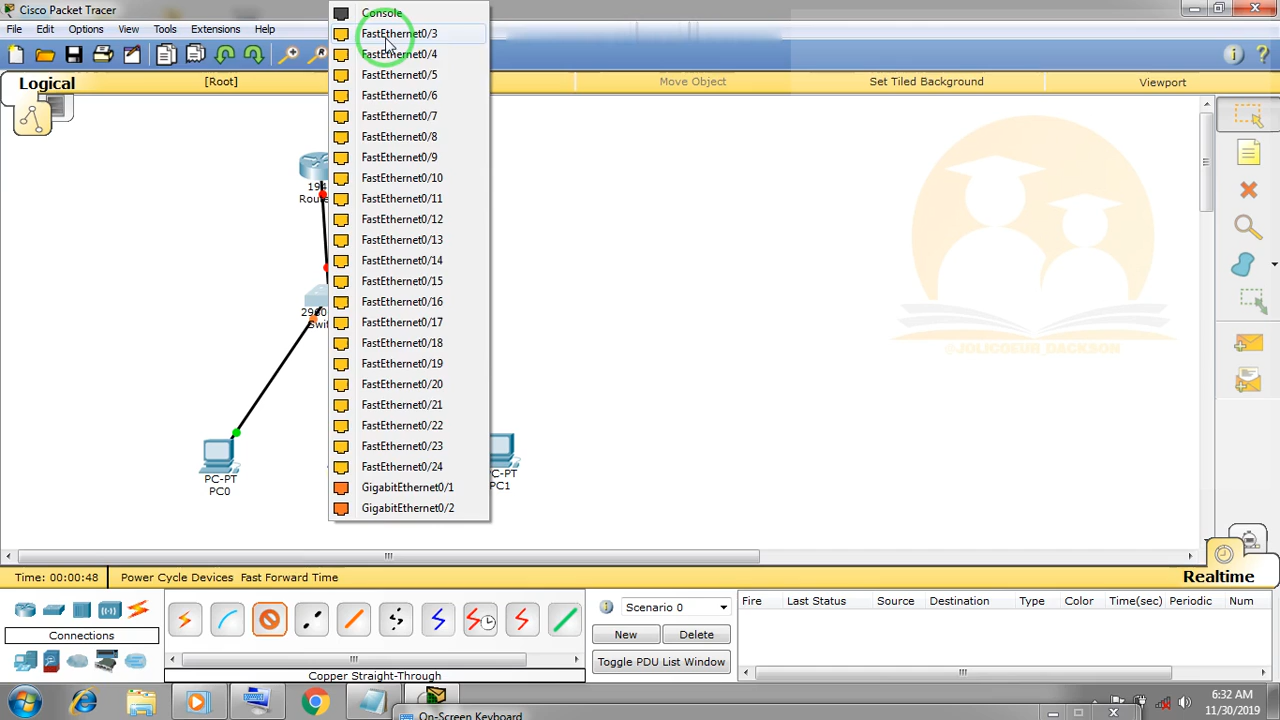 Cisco Packet Tracer
File Edit Options View Tools Extensions Help
Logical
[Root]
Move Object
Set Tiled Background
Viewport
Console
FastEthernet0/3
FastEthernet0/4
FastEthernet0/5
FastEthernet0/6
FastEthernet0/7
FastEthernet0/8
FastEthernet0/9
FastEthernet0/10
FastEthernet0/11
FastEthernet0/12
FastEthernet0/13
FastEthernet0/14
FastEthernet0/15
FastEthernet0/16
FastEthernet0/17
FastEthernet0/18
FastEthernet0/19
FastEthernet0/20
FastEthernet0/21
FastEthernet0/22
FastEthernet0/23
FastEthernet0/24
GigabitEthernet0/1
GigabitEthernet0/2
194
Route
2960
Swit
PC-PT
PC0
C-PT
PC1
@JOLICOEUR_DACKSON
Time: 00:00:48 Power Cycle Devices Fast Forward Time
Realtime
Connections
Copper Straight-Through
Scenario 0
New
Delete
Toggle PDU List Window
Fire Last Status Source Destination Type Color Time(sec) Periodic Num
On-Screen Keyboard
6:32 AM
11/30/2019